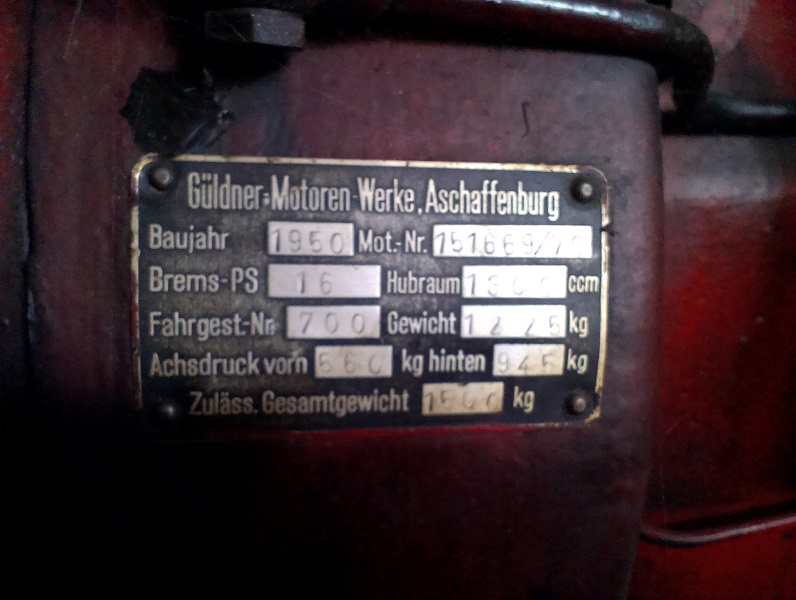 Güldner-Motoren-Werke, Aschaffenburg
Baujahr 1950 Mot.-Nr.
Brems-PS 16 Hubraum ccm
Fahrgest.-Nr. 700 Gewicht 1225 kg
Achsdruck vorn 560 kg hinten 945 kg
Zuläss. Gesamtgewicht 1500 kg